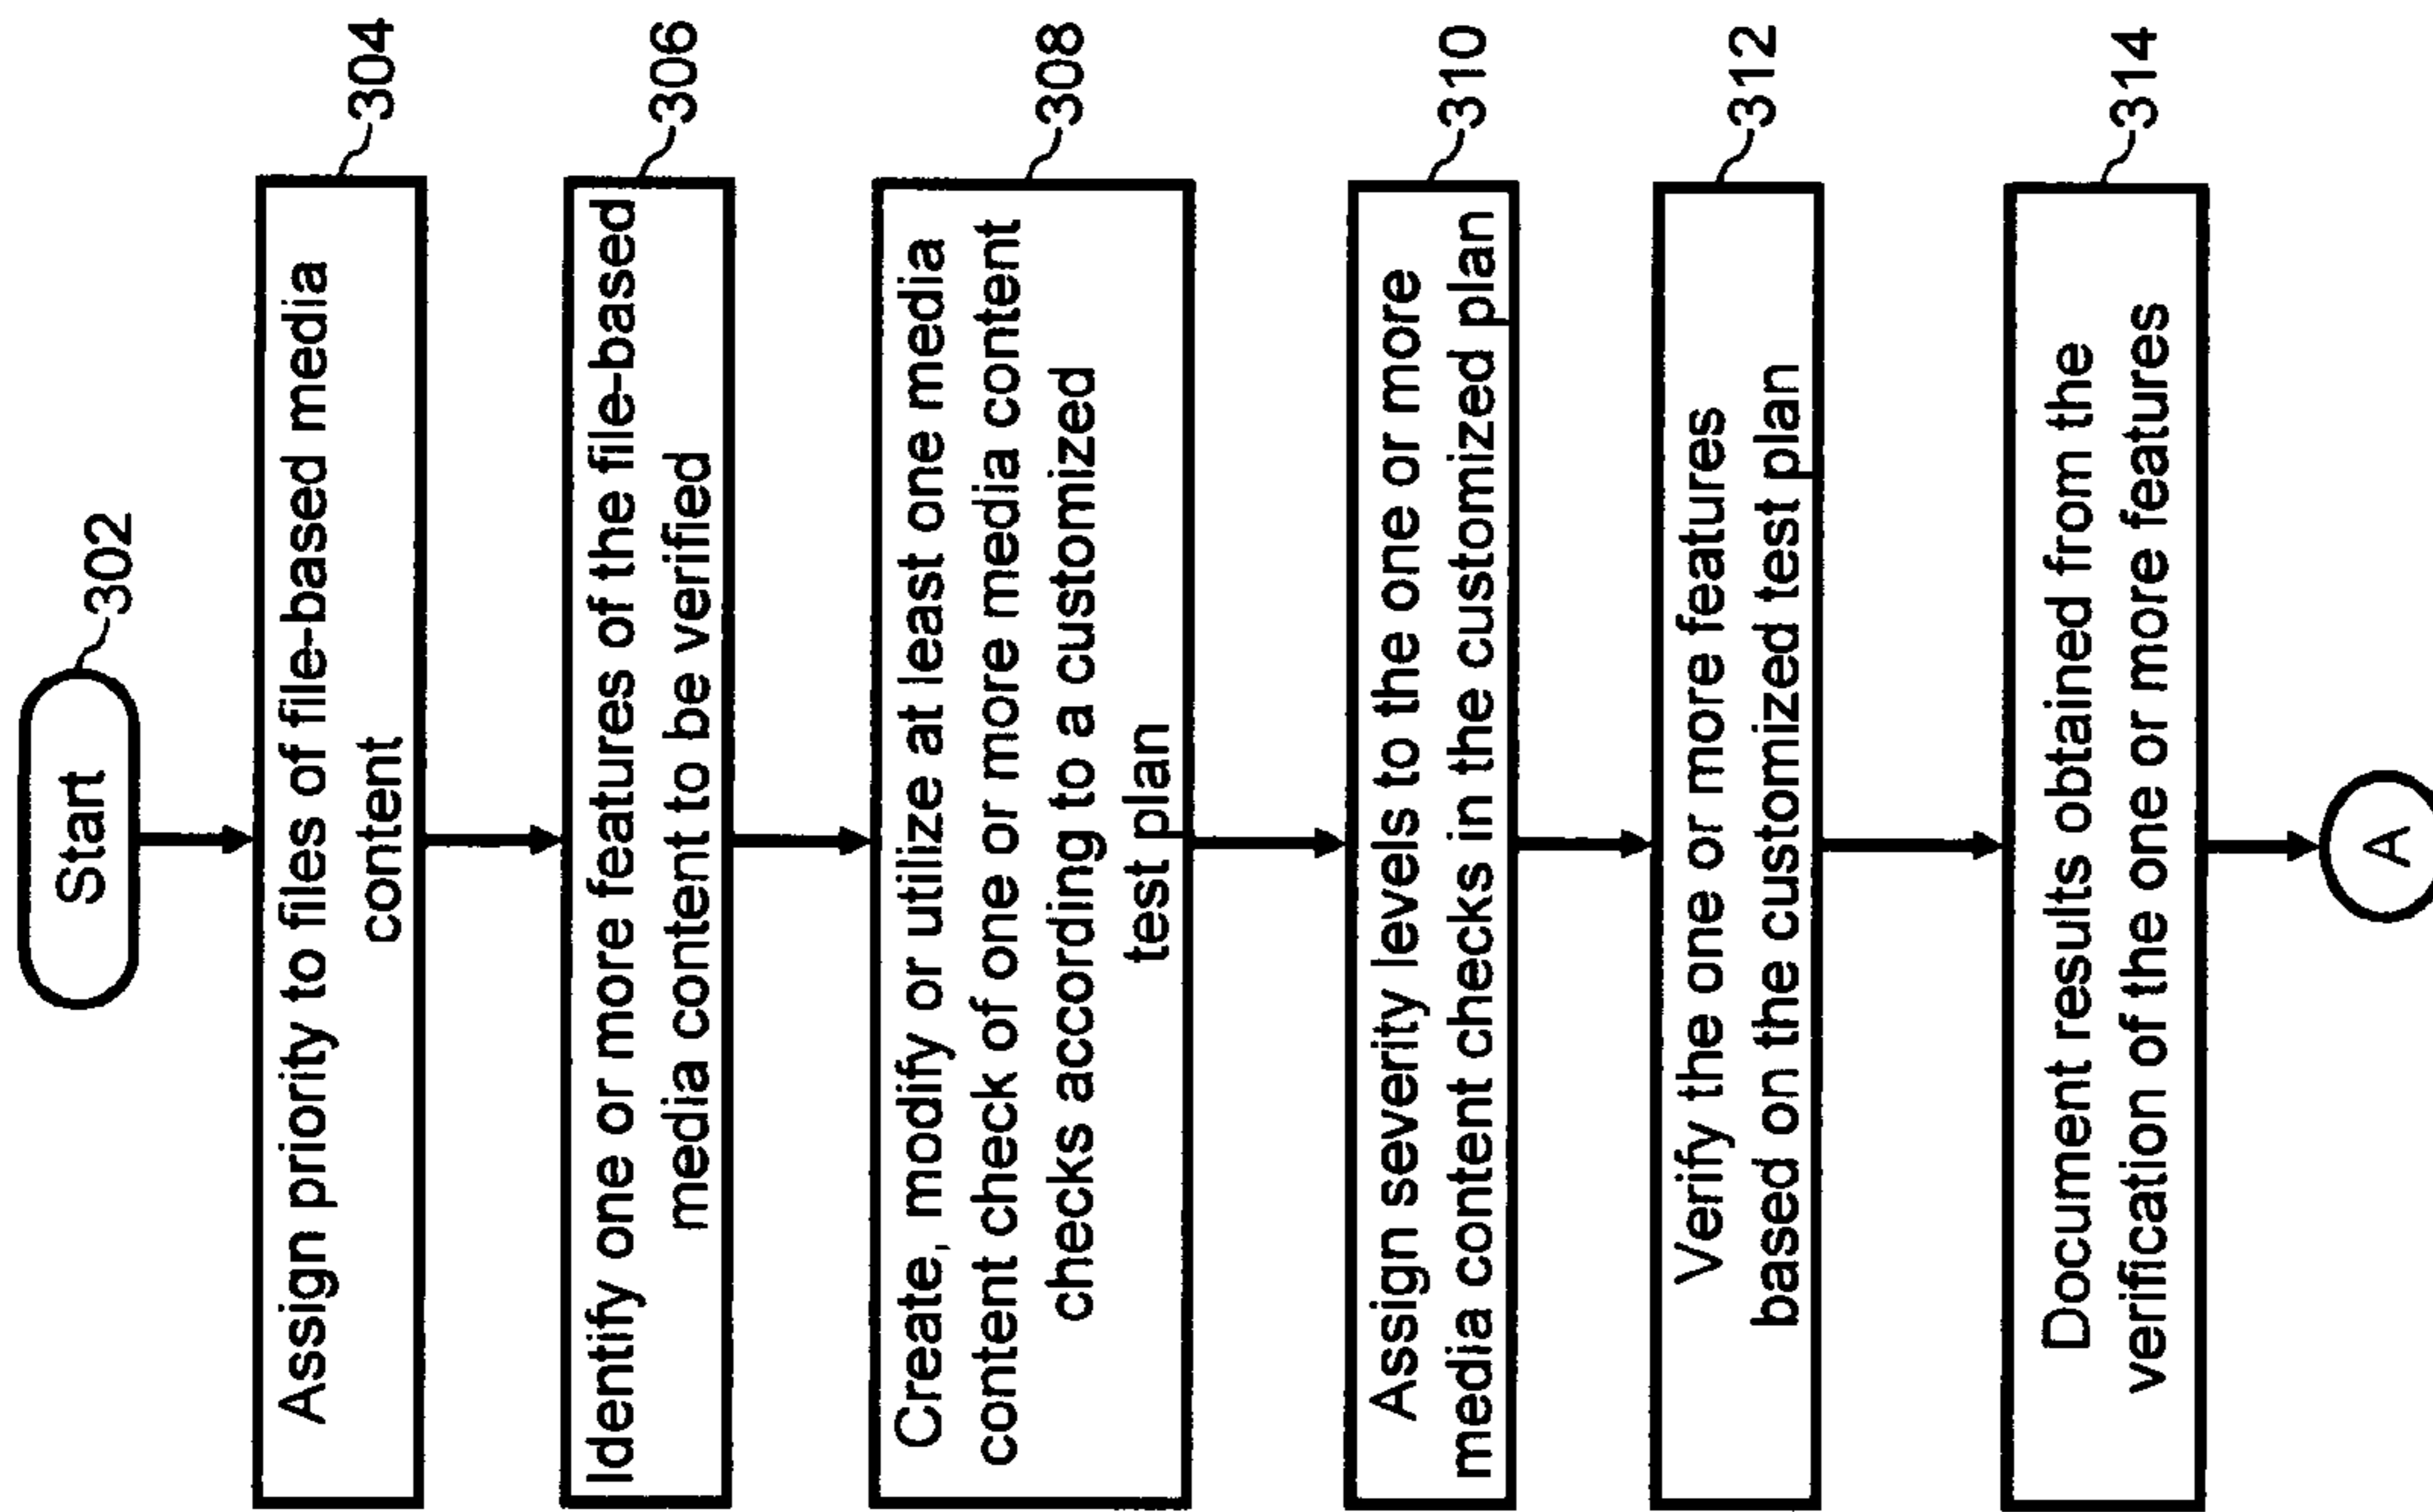 Start
302
Assign priority to files of file-based media
content
304
Identify one or more features of the file-based
media content to be verified
306
Create, modify or utilize at least one media
content check of one or more media content
checks according to a customized
test plan
308
Assign severity levels to the one or more
media content checks in the customized plan
310
Verify the one or more features
based on the customized test plan
312
Document results obtained from the
verification of the one or more features
314
A